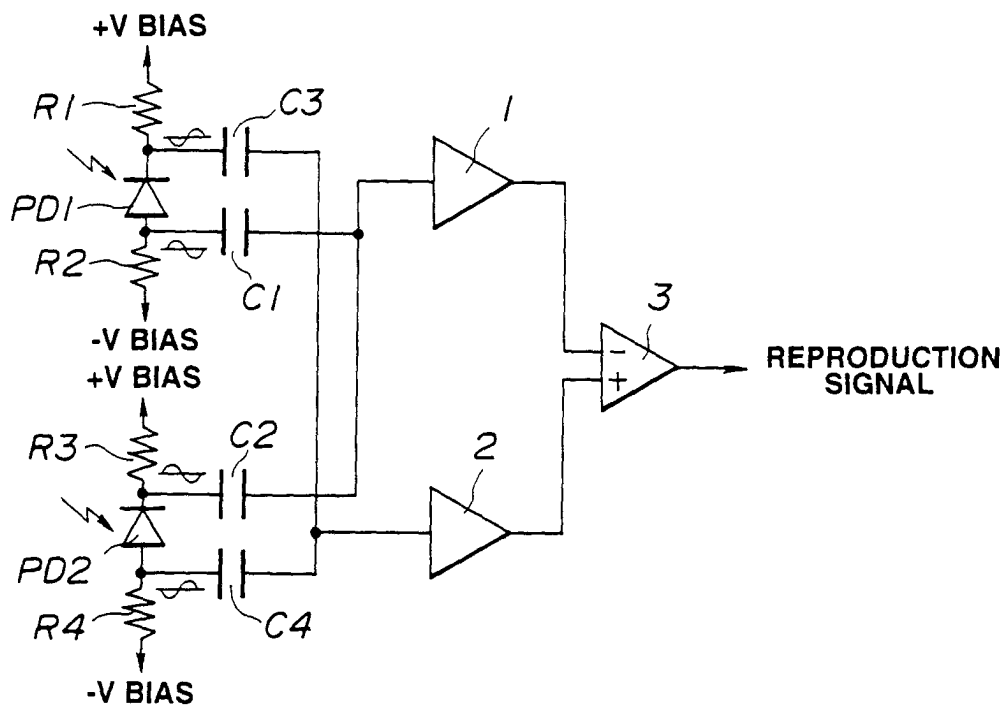 +V BIAS
R1
C3
1
PD1
R2
C1
-V BIAS
3
- 
REPRODUCTION
SIGNAL
+
+V BIAS
R3
C2
2
PD2
R4
C4
-V BIAS